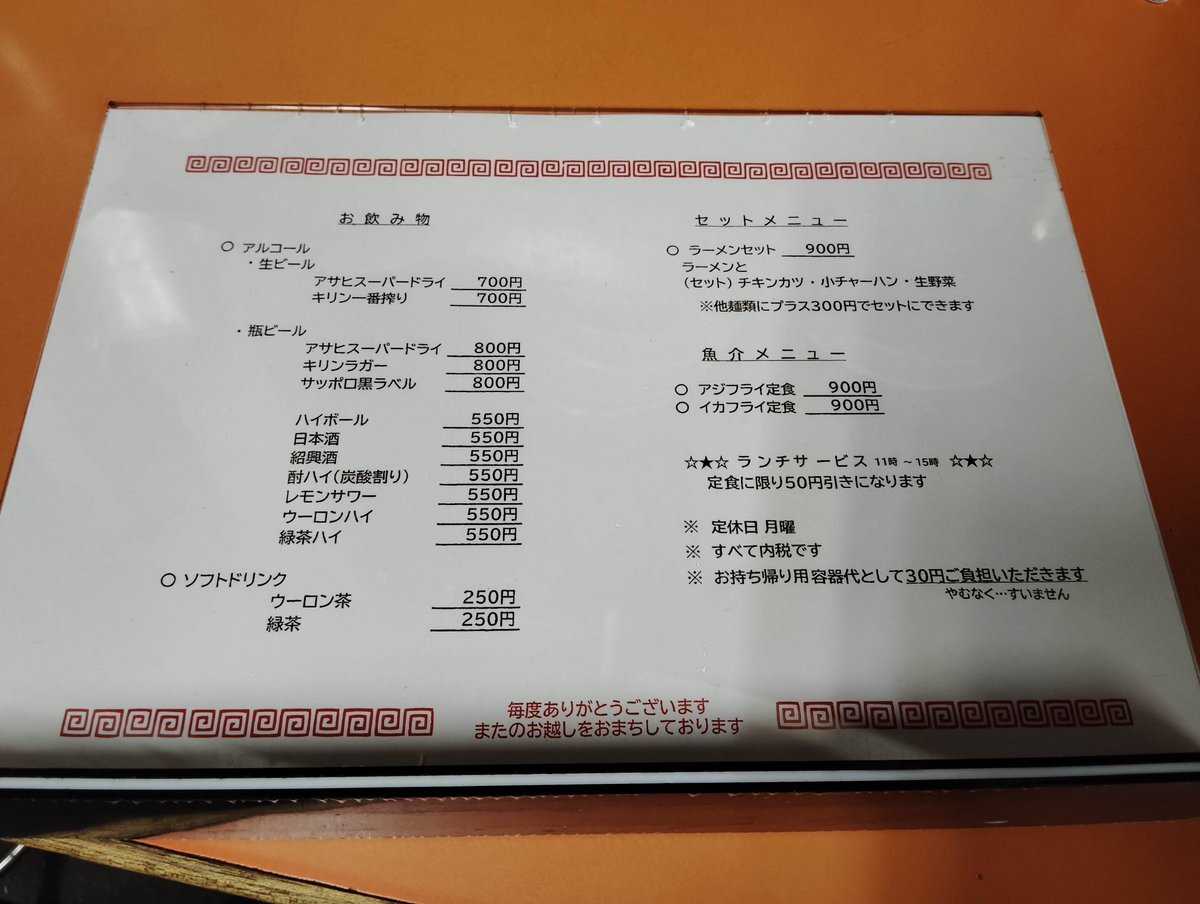 お飲み物
○ アルコール
・生ビール
アサヒスーパードライ 700円
キリン一番搾り 700円
・瓶ビール
アサヒスーパードライ 800円
キリンラガー 800円
サッポロ黒ラベル 800円
ハイボール 550円
日本酒 550円
紹興酒 550円
酎ハイ(炭酸割り) 550円
レモンサワー 550円
ウーロンハイ 550円
緑茶ハイ 550円
○ ソフトドリンク
ウーロン茶 250円
緑茶 250円
セットメニュー
○ ラーメンセット 900円
ラーメンと
(セット) チキンカツ・小チャーハン・生野菜
※他麺類にプラス300円でセットにできます
魚介メニュー
○ アジフライ定食 900円
○ イカフライ定食 900円
☆★☆ ランチサービス 11時~15時 ☆★☆
定食に限り50円引きになります
※ 定休日 月曜
※ すべて内税です
※ お持ち帰り用 容器代として30円ご負担いただきます
やむなく…すいません
毎度ありがとうございます
またのお越しをおまちしております